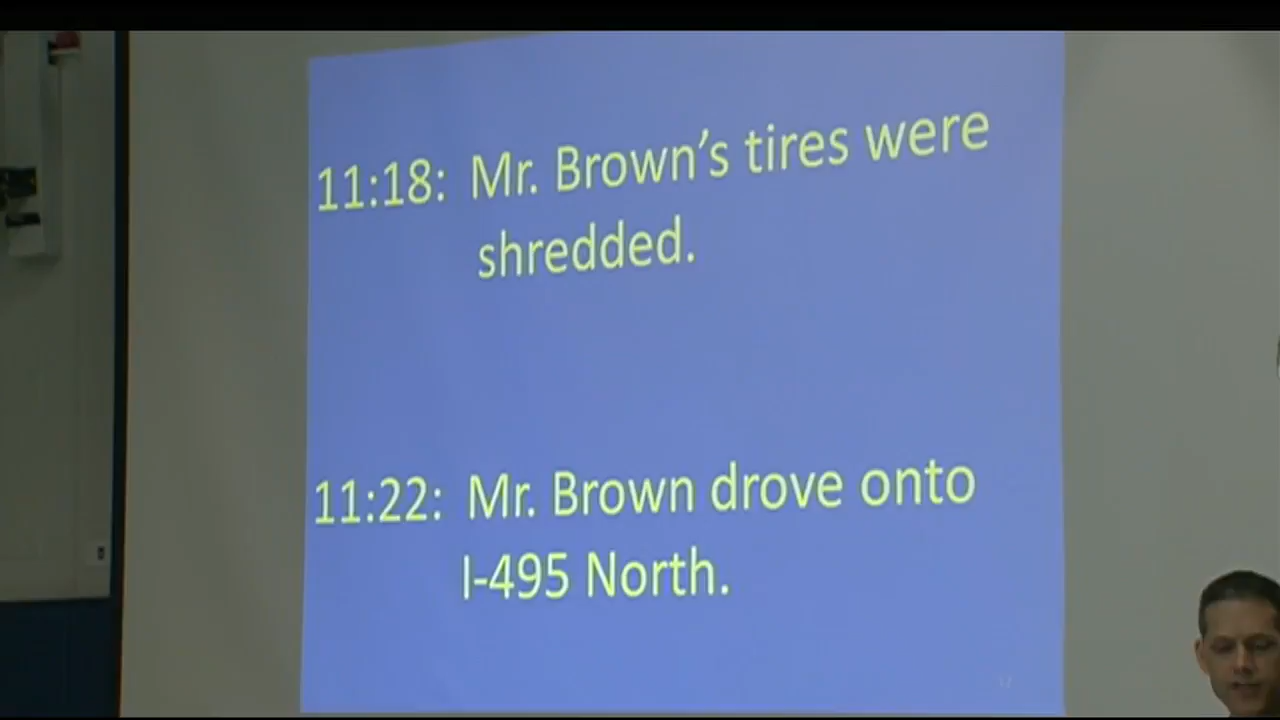 11:18: Mr. Brown’s tires were
shredded.
11:22: Mr. Brown drove onto
I-495 North.